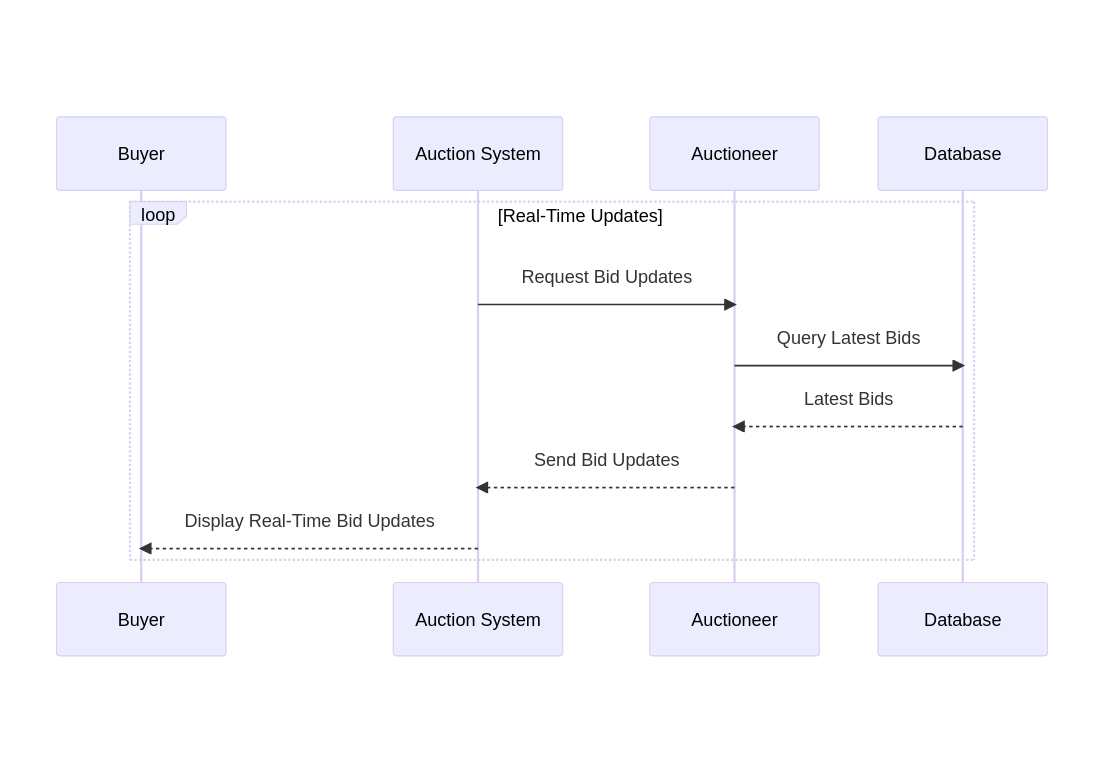 Buyer
Auction System
Auctioneer
Database
loop
[Real-Time Updates]
Request Bid Updates
Query Latest Bids
Latest Bids
Send Bid Updates
Display Real-Time Bid Updates
Buyer
Auction System
Auctioneer
Database